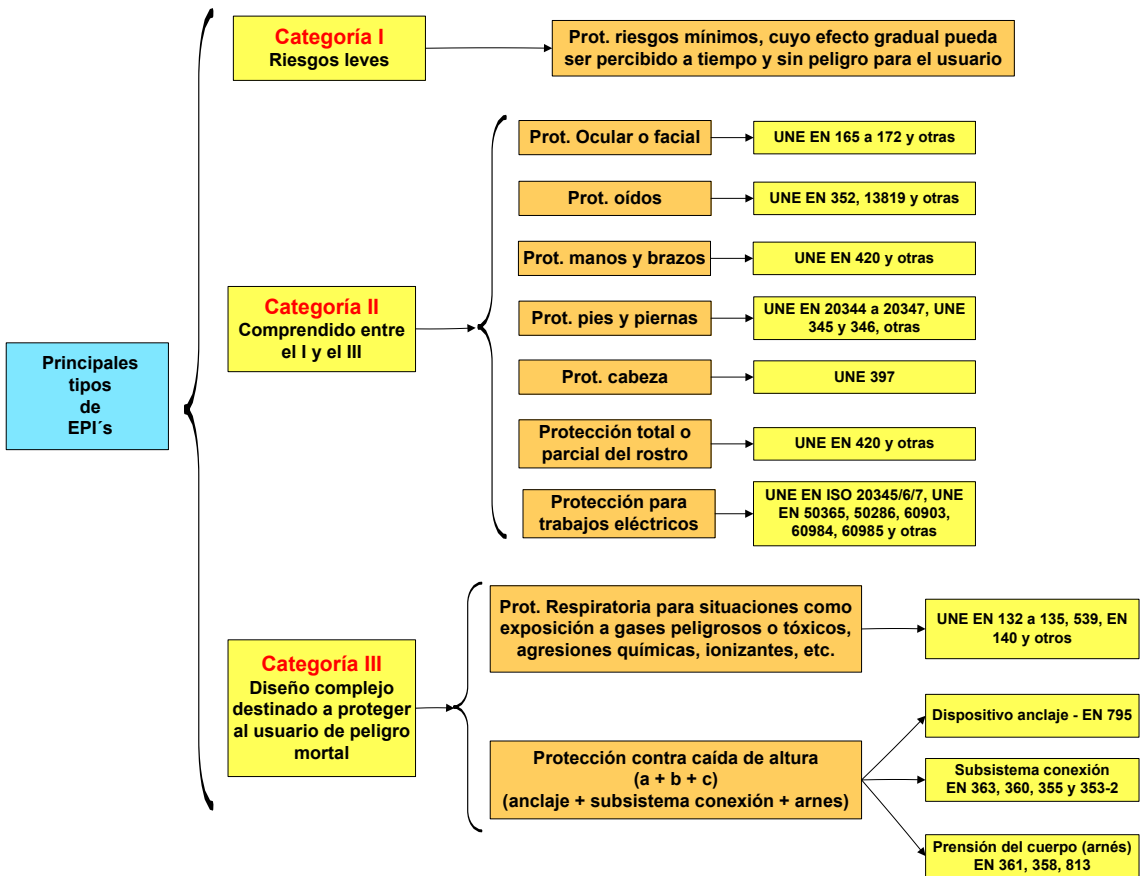 Principales
tipos
de
EPI´s
Categoría I
Riesgos leves
Prot. riesgos mínimos, cuyo efecto gradual pueda
ser percibido a tiempo y sin peligro para el usuario
Categoría II
Comprendido entre
el I y el III
Prot. Ocular o facial
UNE EN 165 a 172 y otras
Prot. oídos
UNE EN 352, 13819 y otras
Prot. manos y brazos
UNE EN 420 y otras
Prot. pies y piernas
UNE EN 20344 a 20347, UNE
345 y 346, otras
Prot. cabeza
UNE 397
Protección total o
parcial del rostro
UNE EN 420 y otras
Protección para
trabajos eléctricos
UNE EN ISO 20345/6/7, UNE
EN 50365, 50286, 60903,
60984, 60985 y otras
Categoría III
Diseño complejo
destinado a proteger
al usuario de peligro
mortal
Prot. Respiratoria para situaciones como
exposición a gases peligrosos o tóxicos,
agresiones químicas, ionizantes, etc.
UNE EN 132 a 135, 539, EN
140 y otros
Protección contra caída de altura
(a + b + c)
(anclaje + subsistema conexión + arnes)
Dispositivo anclaje - EN 795
Subsistema conexión
EN 363, 360, 355 y 353-2
Prensión del cuerpo (arnés)
EN 361, 358, 813